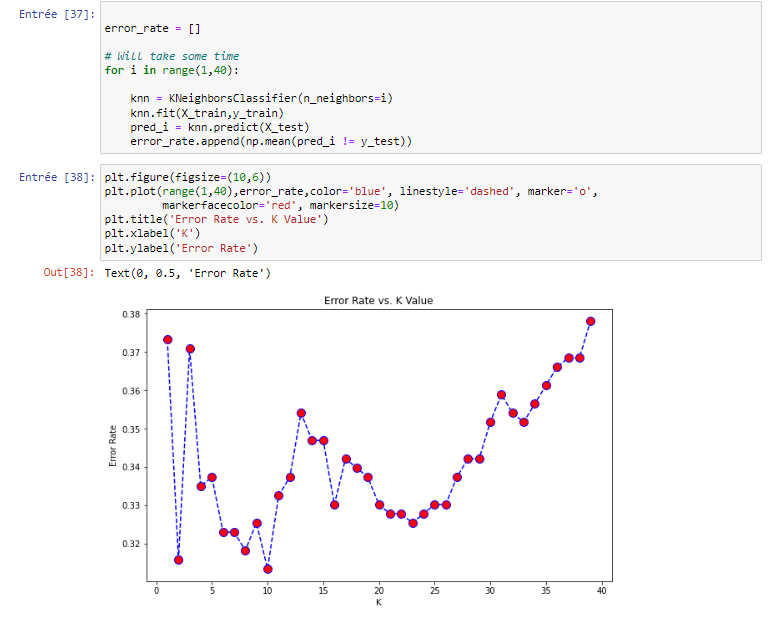 Entrée [37]:
error_rate = []
# Will take some time
for i in range(1,40):
knn = KNeighborsClassifier(n_neighbors=i)
knn.fit(X_train,y_train)
pred_i = knn.predict(X_test)
error_rate.append(np.mean(pred_i != y_test))
Entrée [38]:
plt.figure(figsize=(10,6))
plt.plot(range(1,40),error_rate,color='blue', linestyle='dashed', marker='o',
markerfacecolor='red', markersize=10)
plt.title('Error Rate vs. K Value')
plt.xlabel('K')
plt.ylabel('Error Rate')
Out[38]: Text(0, 0.5, 'Error Rate')
Error Rate vs. K Value
0.38
0.37
0.36
0.35
0.34
0.33
0.32
Error Rate
0 5 10 15 20 25 30 35 40
K